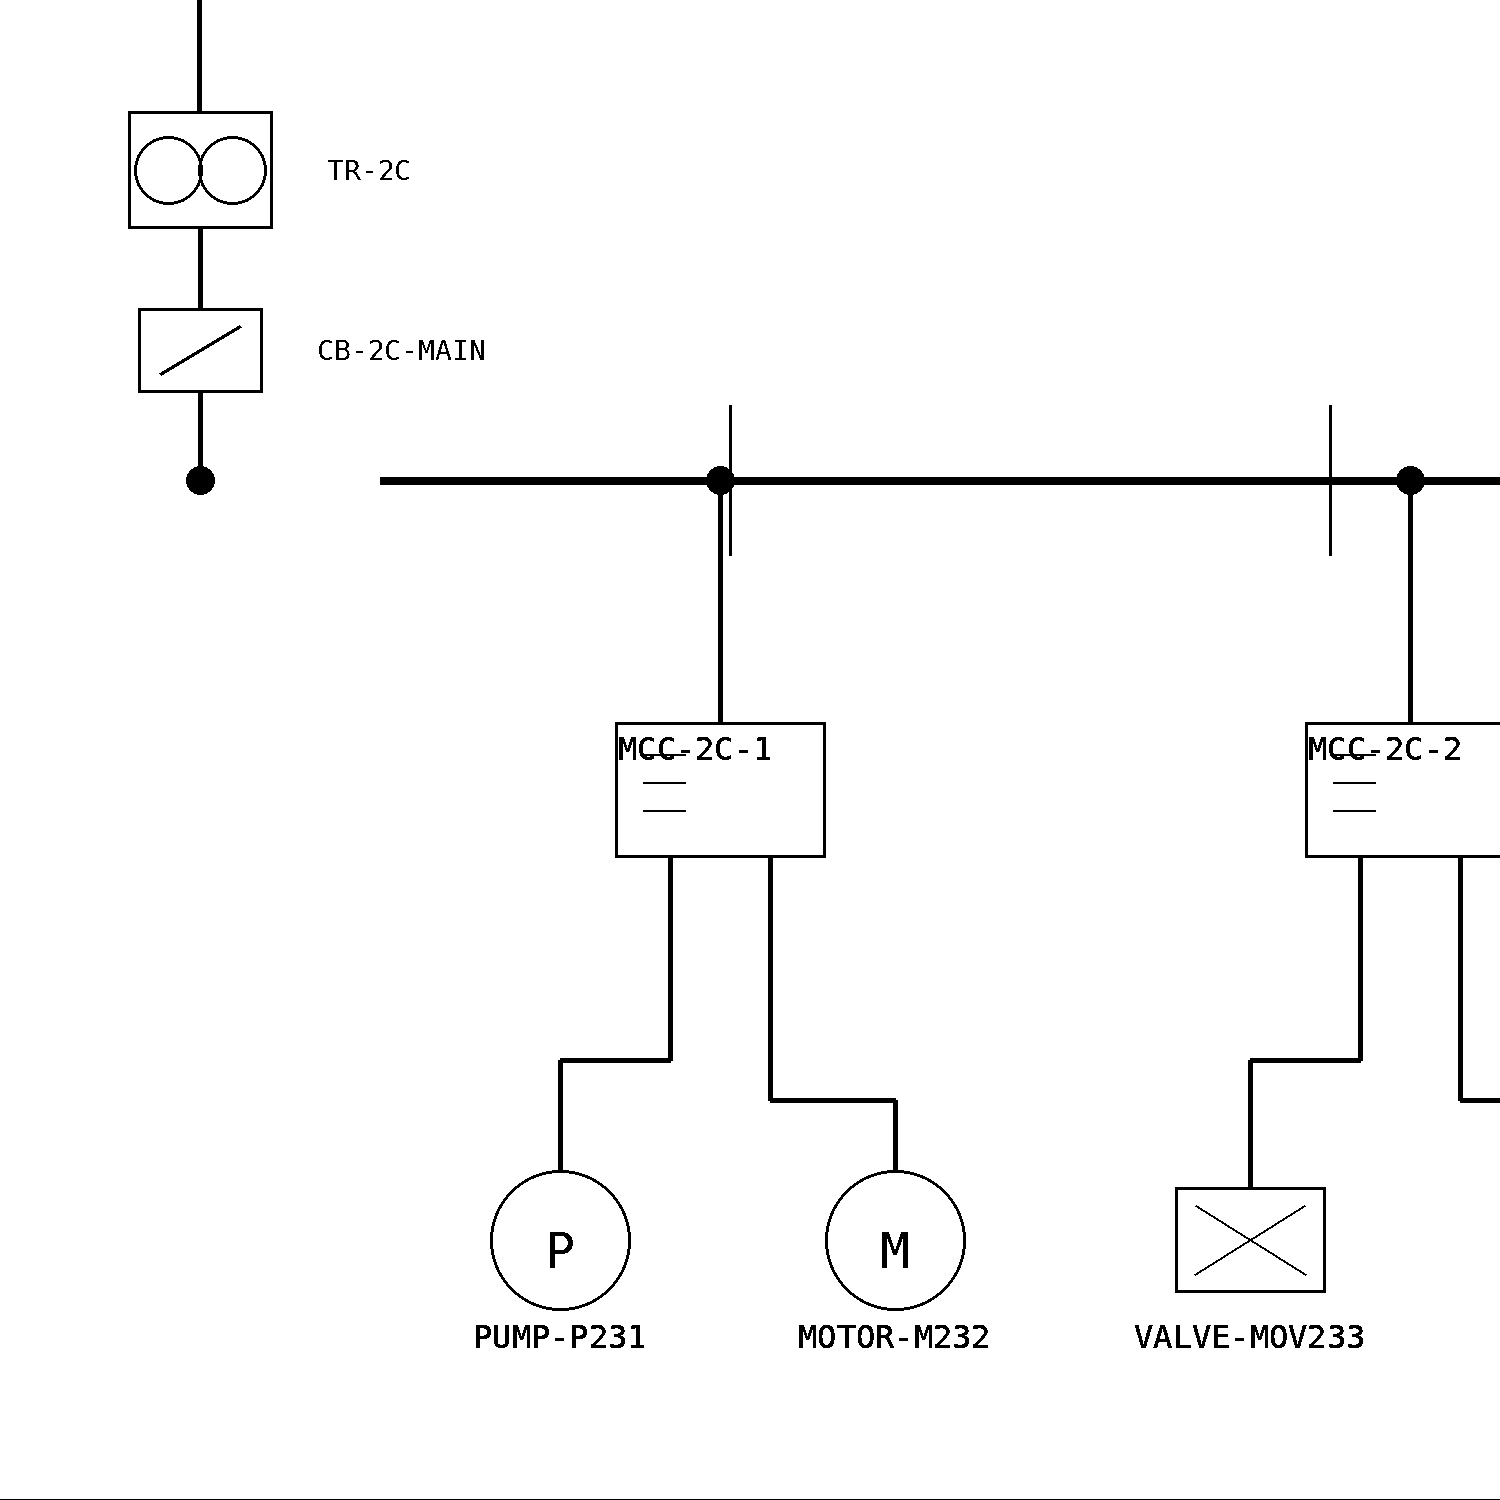 TR-2C
CB-2C-MAIN
MCC-2C-1
MCC-2C-2
P
M
PUMP-P231
MOTOR-M232
VALVE-MOV233